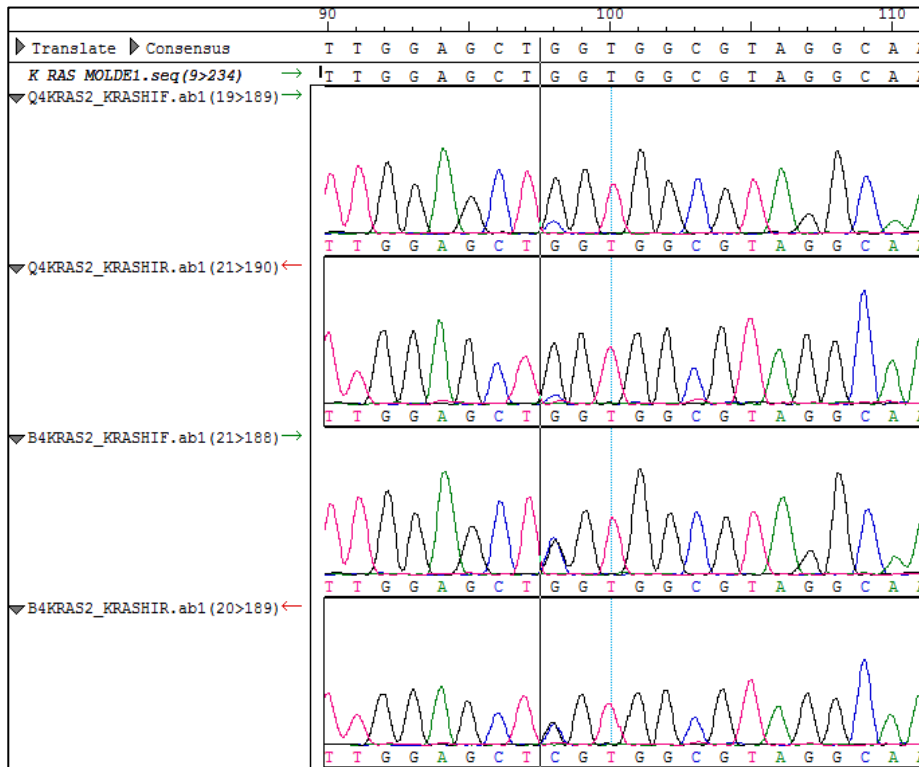 90 100 110
Translate Consensus T T G G A G C T G G T G G C G T A G G C A A
K RAS MOLDE1.seq(9>234) → T T G G A G C T G G T G G C G T A G G C A A
Q4KRAS2_KRASHIF.ab1(19>189) →
T T G G A G C T G G T G G C G T A G G C A A
Q4KRAS2_KRASHIR.ab1(21>190) ←
T T G G A G C T G G T G G C G T A G G C A A
B4KRAS2_KRASHIF.ab1(21>188) →
T T G G A G C T G G T G G C G T A G G C A A
B4KRAS2_KRASHIR.ab1(20>189) ←
T T G G A G C T C G T G G C G T A G G C A A